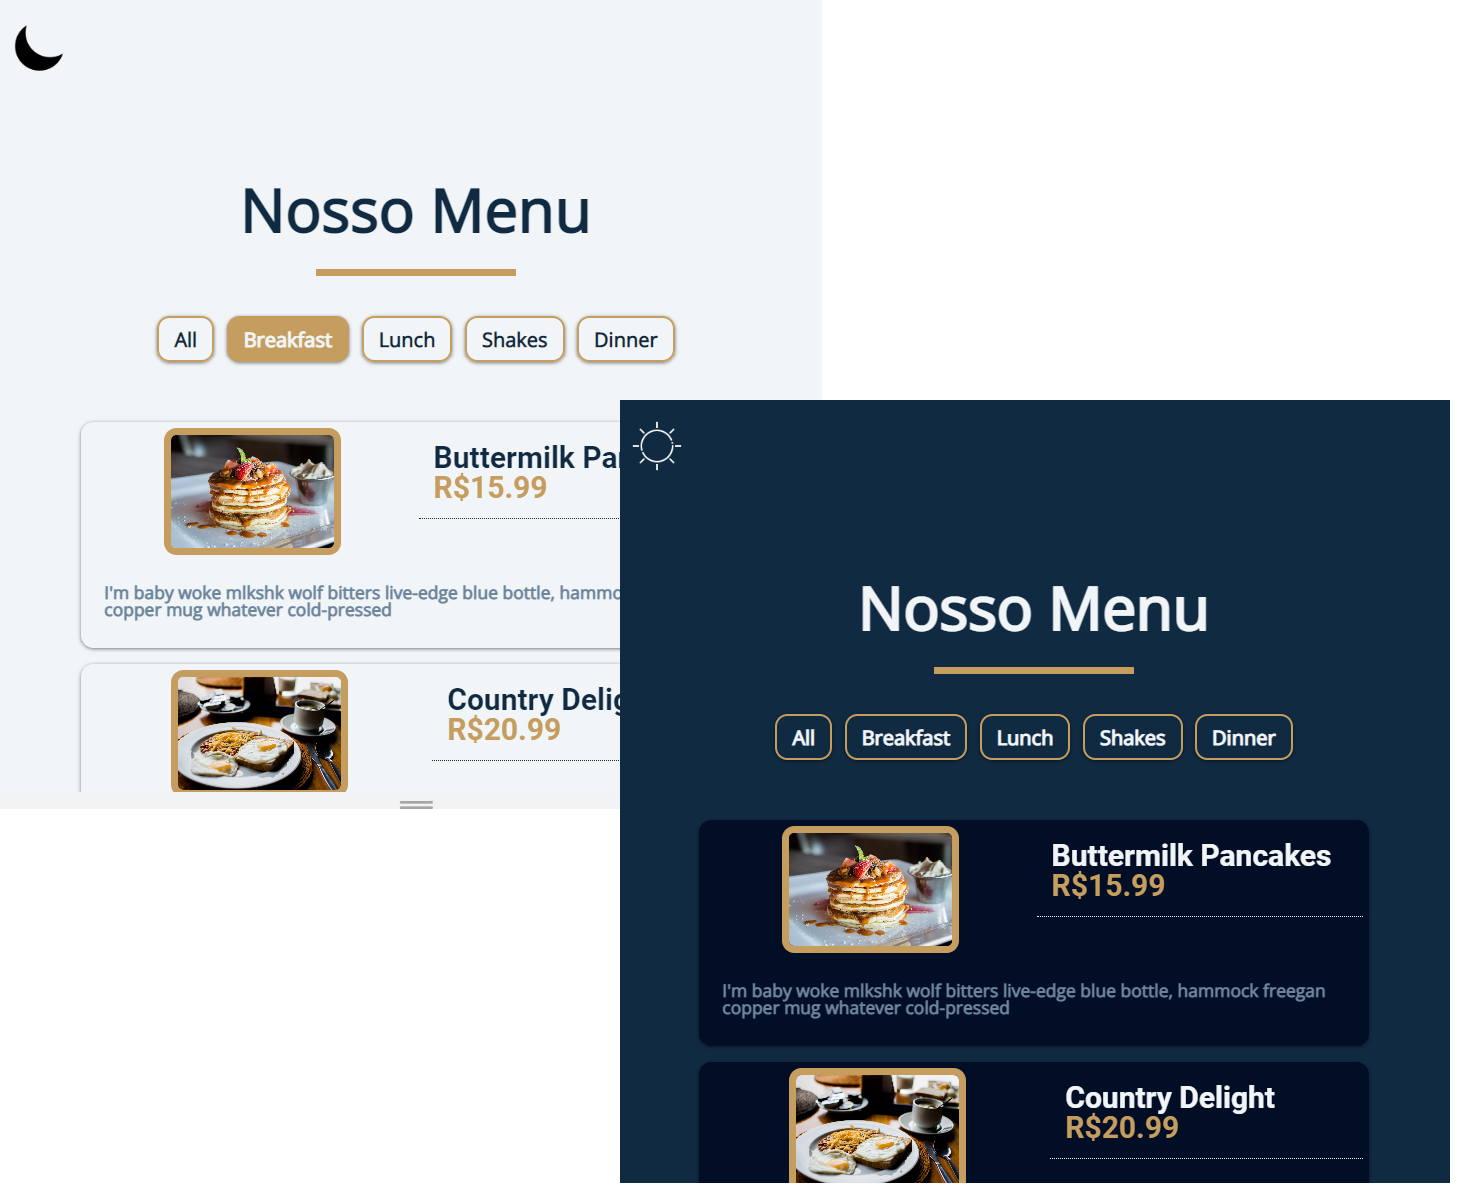 Nosso Menu
All Breakfast Lunch Shakes Dinner
Buttermilk Pa
R$15.99
I'm baby woke mlkshk wolf bitters live-edge blue bottle, hammo
copper mug whatever cold-pressed
Country Delig
R$20.99
Nosso Menu
All Breakfast Lunch Shakes Dinner
Buttermilk Pancakes
R$15.99
I'm baby woke mlkshk wolf bitters live-edge blue bottle, hammock freegan
copper mug whatever cold-pressed
Country Delight
R$20.99